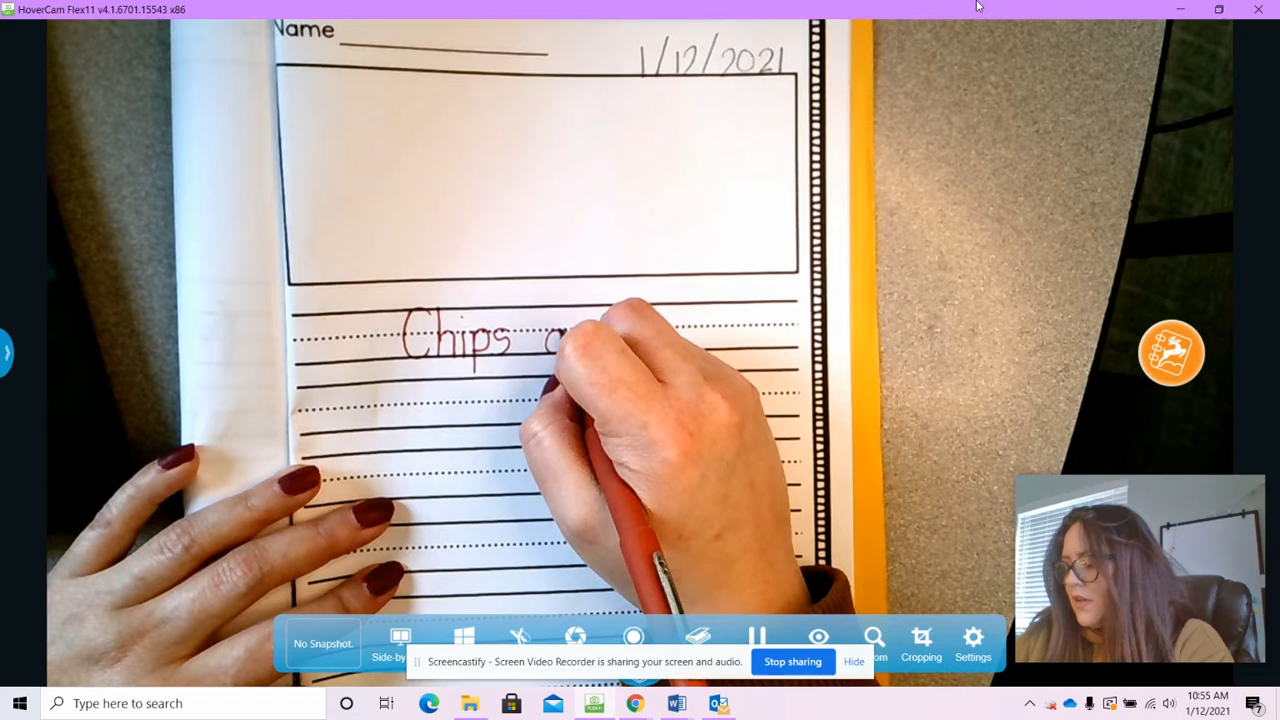 HoverCam Flex11 v4.1.6701.15543 x86
Name
1/12/2021
Chips
No Snapshot.
Side-by
Cropping
Settings
Screencastify - Screen Video Recorder is sharing your screen and audio.
Stop sharing
Hide
Type here to search
10:55 AM
1/12/2021
7